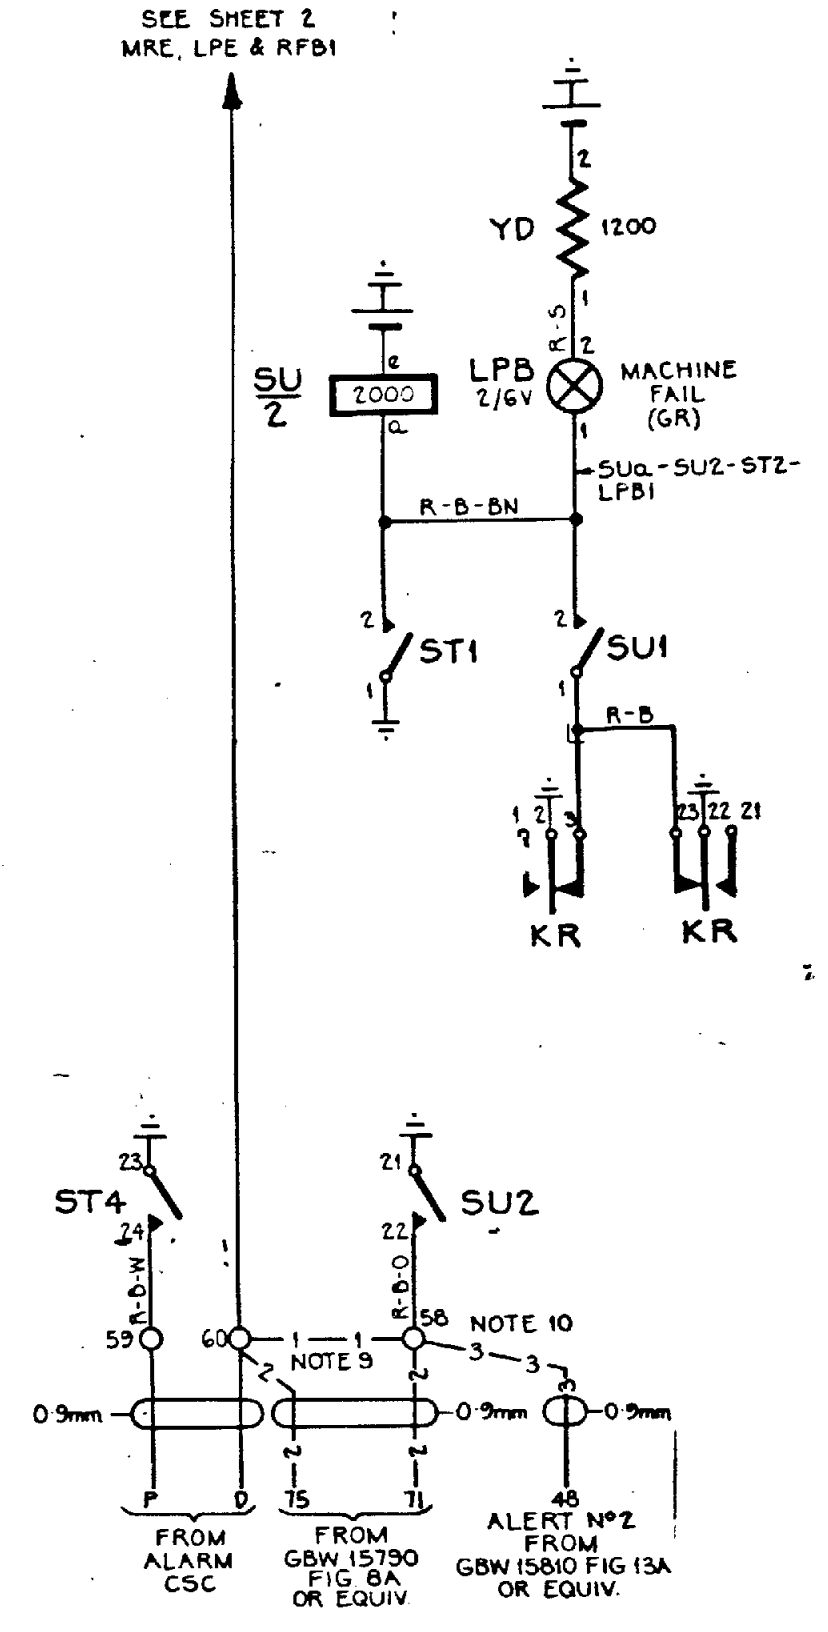 SEE SHEET 2
MRE, LPE & RFB1
2
YD
1200
1
R-S
2
e
SU
2
2000
LPB
2/6V
MACHINE
FAIL
(GR)
a
1
SUa-SU2-ST2-
LPB1
R-B-BN
2
ST1
1
2
SU1
1
R-B
1 2 3
23 22 21
KR
KR
23
ST4
24
R-B-W
21
SU2
22
R-B-O
59
60
1 1
58
NOTE 10
NOTE 9
3 3
2
2
3
0.9mm
0.9mm
0.9mm
2
2
P
D
75
71
48
FROM
ALARM
CSC
FROM
GBW 15790
FIG. 8A
OR EQUIV.
ALERT Nº2
FROM
GBW 15810 FIG 13A
OR EQUIV.